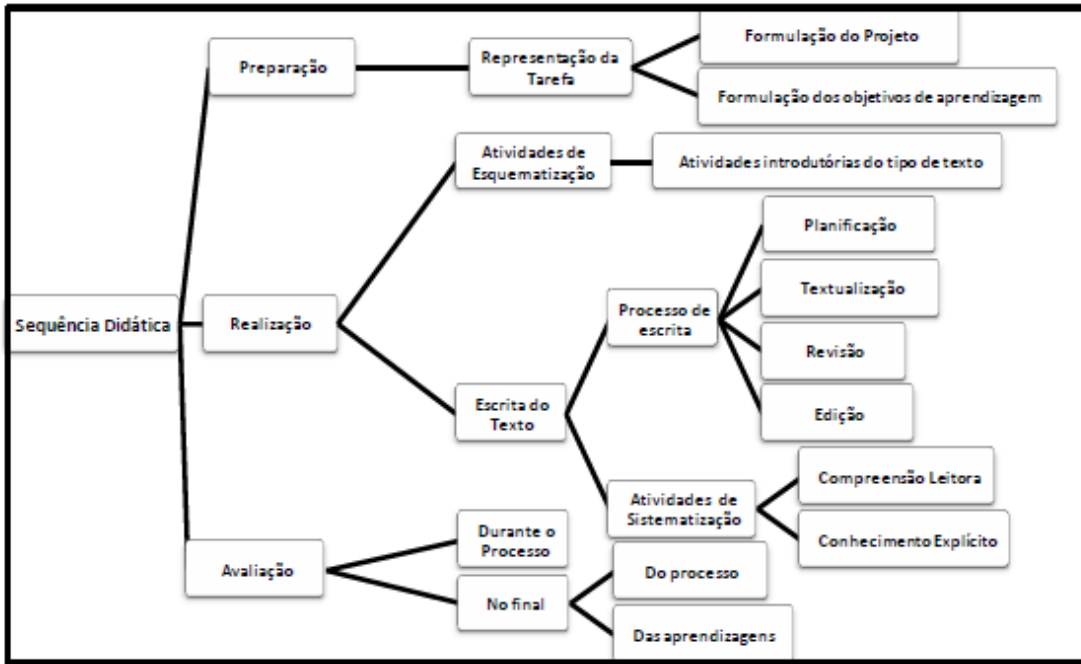 Sequência Didática
Preparação
Representação da
Tarefa
Formulação do Projeto
Formulação dos objetivos de aprendizagem
Realização
Atividades de
Esquematização
Atividades introdutórias do tipo de texto
Escrita do
Texto
Processo de
escrita
Planificação
Textualização
Revisão
Edição
Atividades de
Sistematização
Compreensão Leitora
Conhecimento Explícito
Avaliação
Durante o
Processo
No final
Do processo
Das aprendizagens